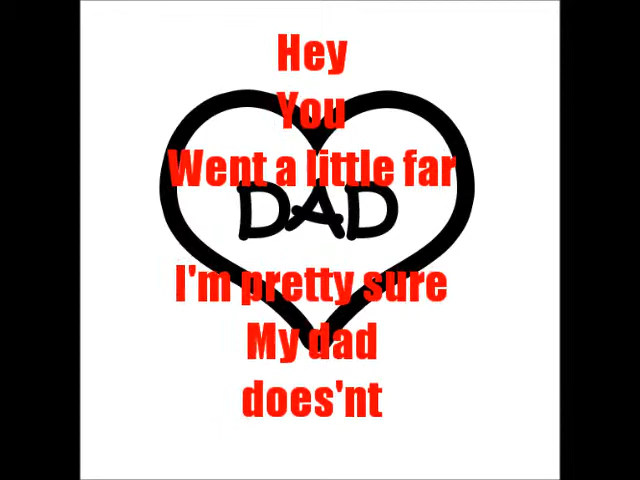 Hey
You
Went a little far
DAD
I'm pretty sure
My dad
does'nt